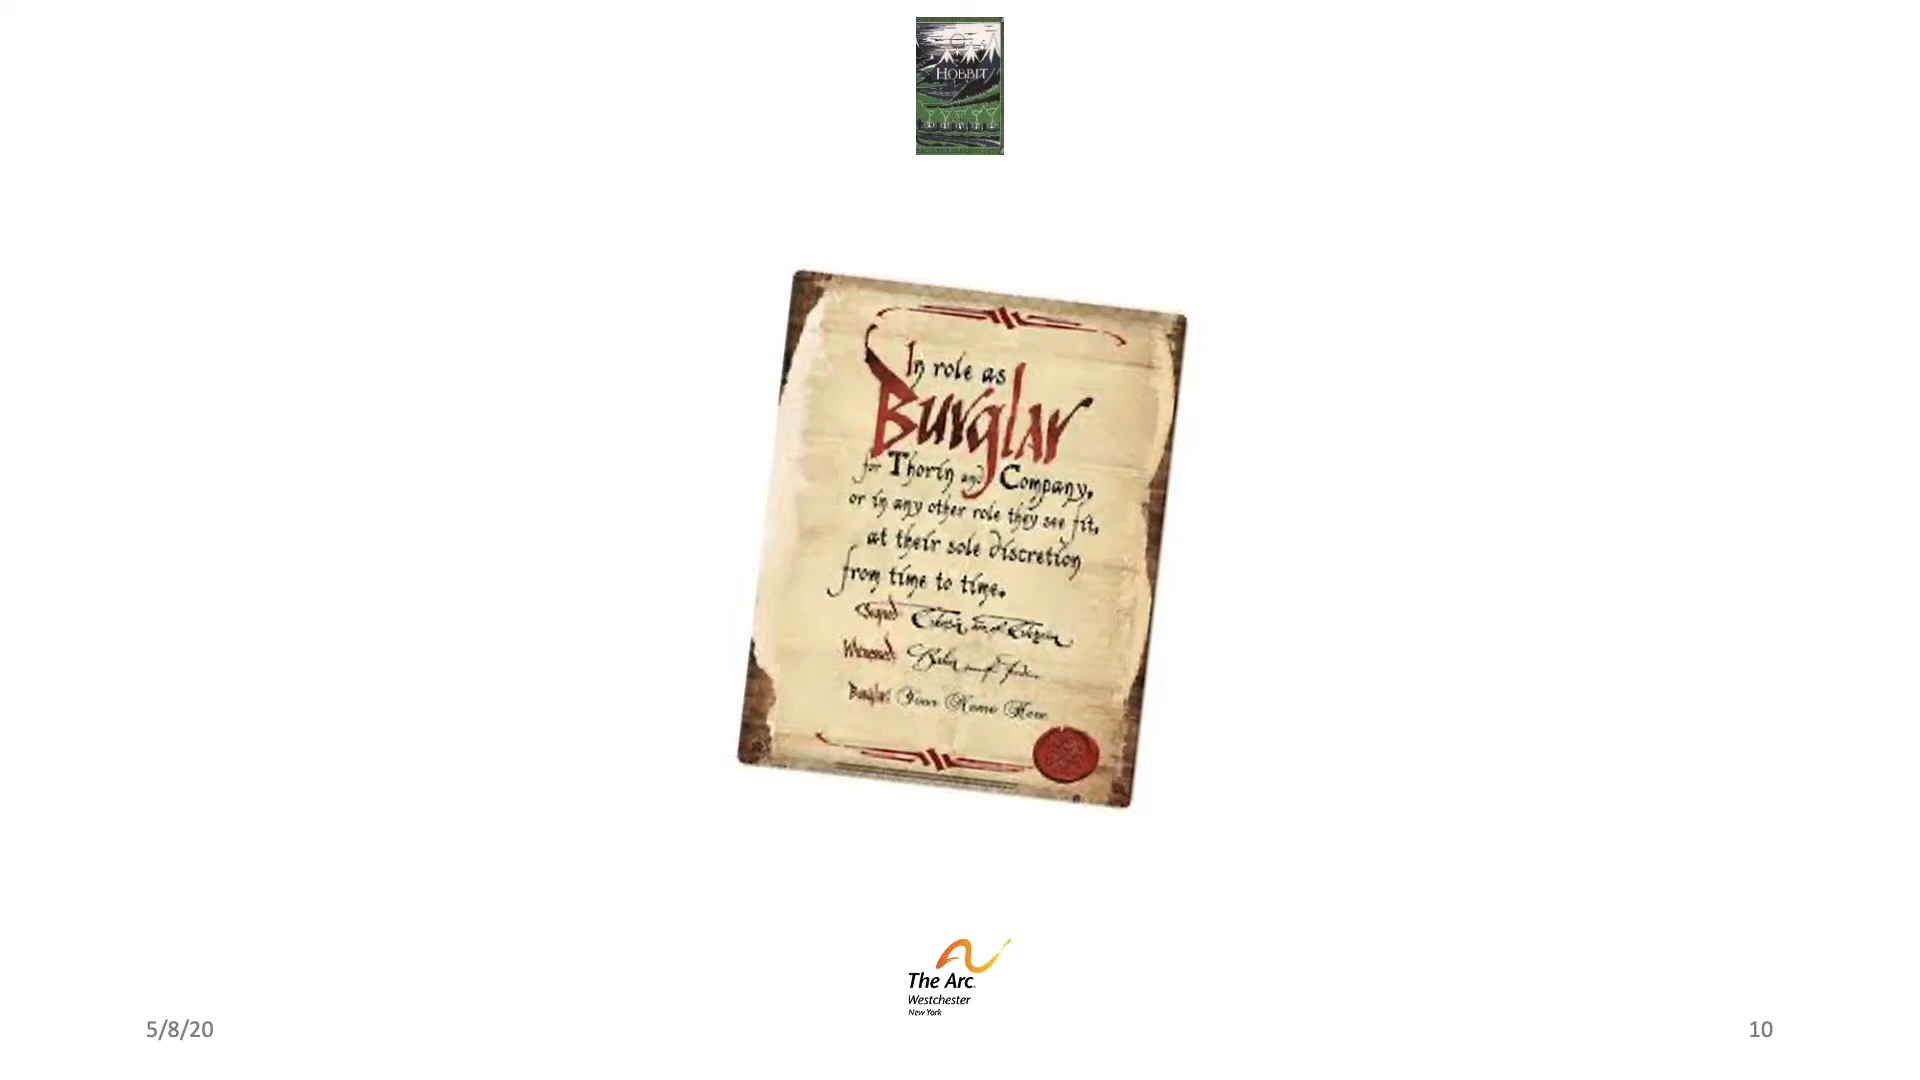 HOBBIT
In role as
Burglar
for Thorin and Company,
or in any other role they see fit,
at their sole discretion
from time to time.
Signed:
Witnessed:
Burglar: Your Name Here
The Arc
Westchester
New York
5/8/20
10